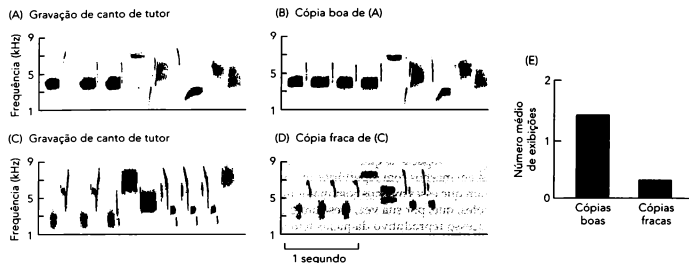 (A) Gravação de canto de tutor
(B) Cópia boa de (A)
Frequência (kHz)
9
5
1
9
5
1
(C) Gravação de canto de tutor
(D) Cópia fraca de (C)
Frequência (kHz)
9
5
1
9
5
1
1 segundo
(E)
Número médio
de exibições
2
1
0
Cópias
boas
Cópias
fracas